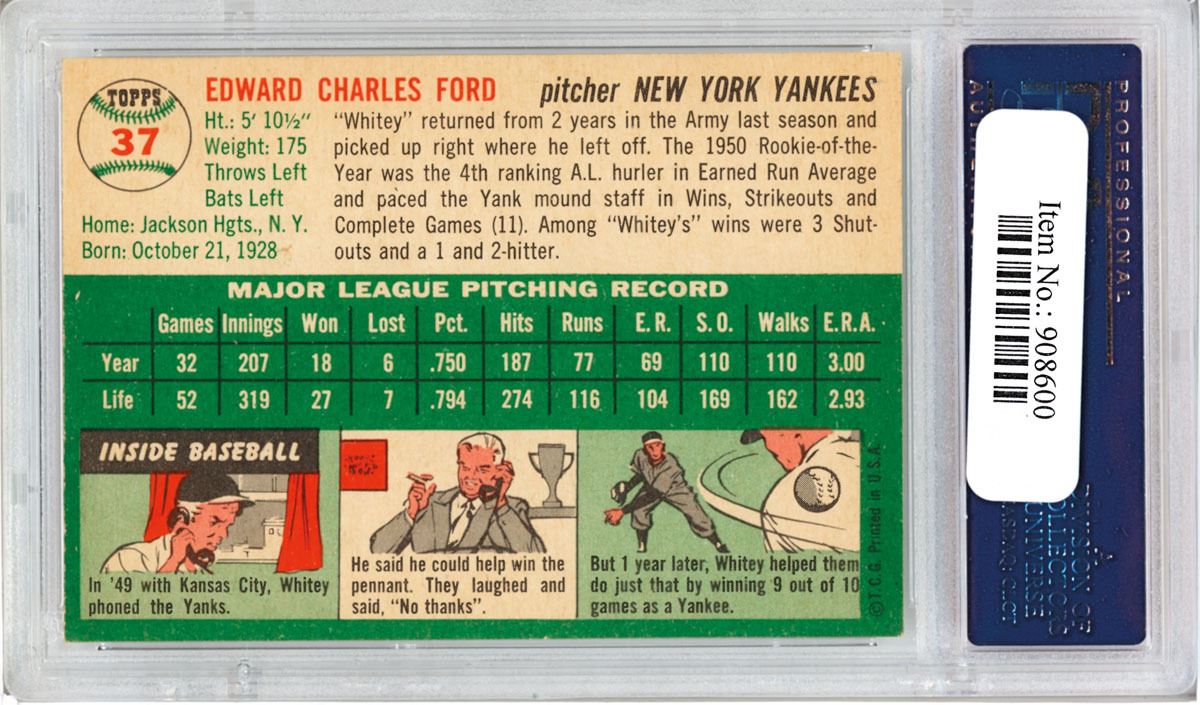 TOPPS
37
EDWARD CHARLES FORD pitcher NEW YORK YANKEES
Ht.: 5' 10½"
Weight: 175
Throws Left
Bats Left
Home: Jackson Hgts., N. Y.
Born: October 21, 1928
"Whitey" returned from 2 years in the Army last season and
picked up right where he left off. The 1950 Rookie-of-the-
Year was the 4th ranking A.L. hurler in Earned Run Average
and paced the Yank mound staff in Wins, Strikeouts and
Complete Games (11). Among "Whitey's" wins were 3 Shut-
outs and a 1 and 2-hitter.
MAJOR LEAGUE PITCHING RECORD
Games Innings Won Lost Pct. Hits Runs E.R. S.O. Walks E.R.A.
Year 32 207 18 6 .750 187 77 69 110 110 3.00
Life 52 319 27 7 .794 274 116 104 169 162 2.93
INSIDE BASEBALL
In '49 with Kansas City, Whitey
phoned the Yanks.
He said he could help win the
pennant. They laughed and
said, "No thanks".
But 1 year later, Whitey helped them
do just that by winning 9 out of 10
games as a Yankee.
© T.C.G. Printed in U.S.A.
PROFESSIONAL
Item No.: 908600
DIVISION OF
COLLECTORS
UNIVERSE
NASDAQ: CLCT